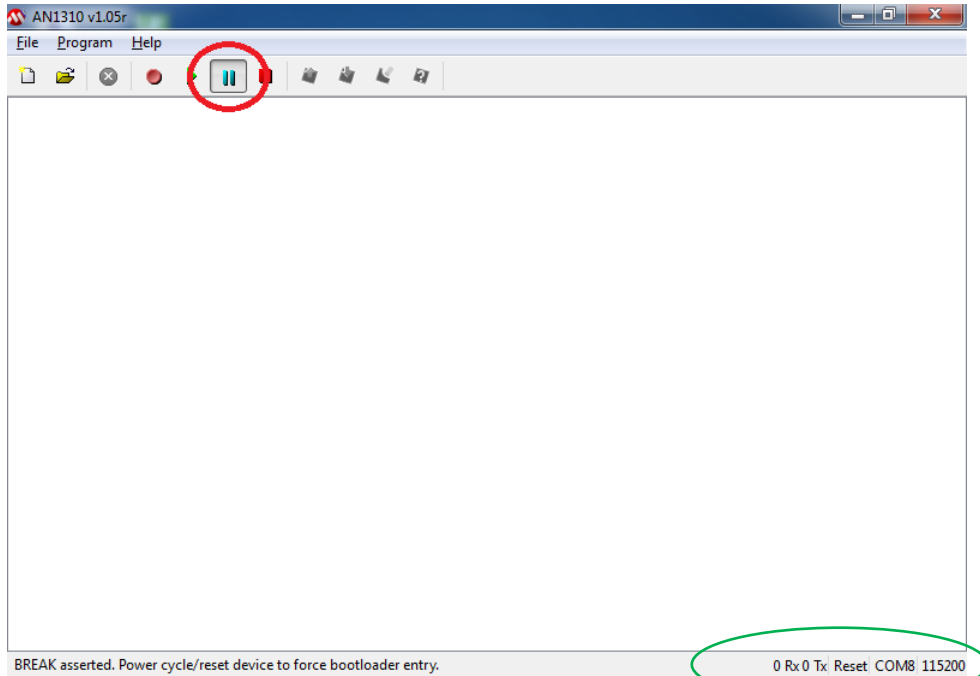 AN1310 v1.05r
File Program Help
BREAK asserted. Power cycle/reset device to force bootloader entry. 0 Rx 0 Tx Reset COM8 115200